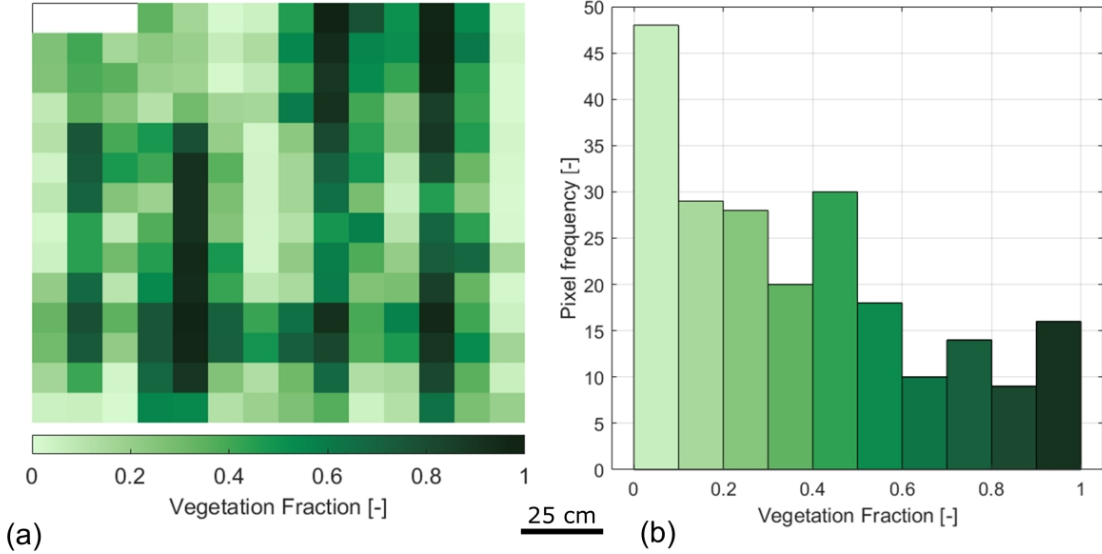 0 0.2 0.4 0.6 0.8 1
Vegetation Fraction [-]
(a)
25 cm
50
45
40
35
30
25
20
15
10
5
0
Pixel frequency [-]
0 0.2 0.4 0.6 0.8 1
Vegetation Fraction [-]
(b)